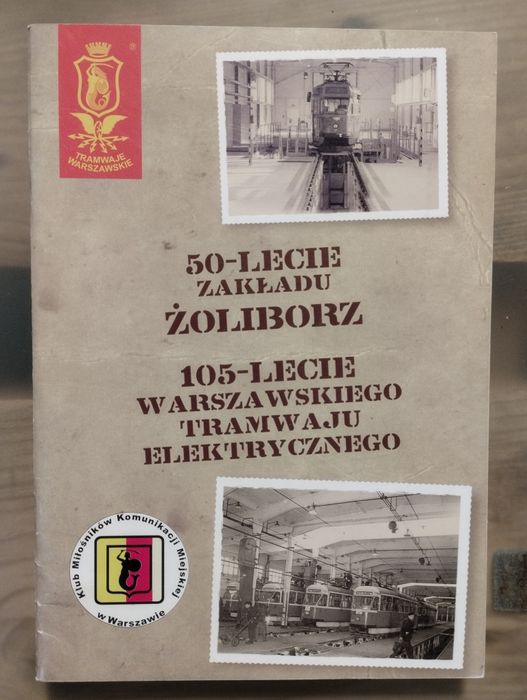 ®
TRAMWAJE
WARSZAWSKIE
50-LECIE
ZAKŁADU
ŻOLIBORZ
105-LECIE
WARSZAWSKIEGO
TRAMWAJU
ELEKTRYCZNEGO
Klub Miłośników Komunikacji Miejskiej
w Warszawie